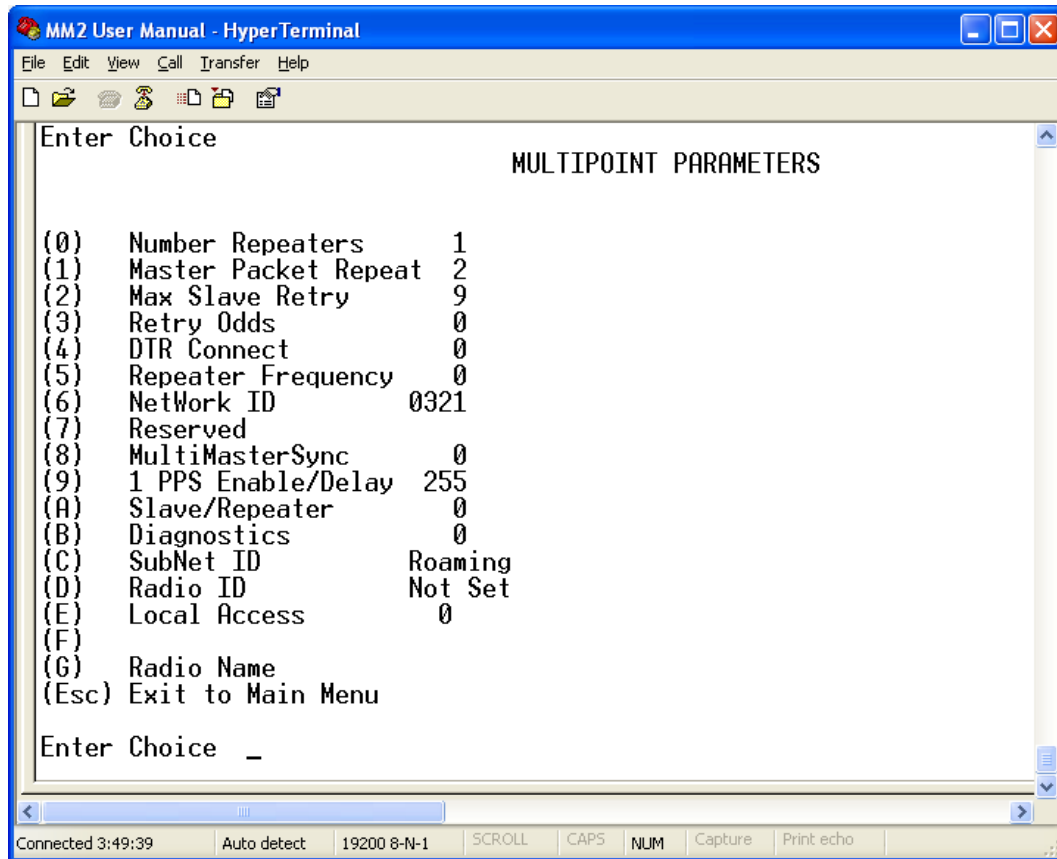 MM2 User Manual - HyperTerminal
File Edit View Call Transfer Help
Enter Choice
MULTIPOINT PARAMETERS
(0) Number Repeaters 1
(1) Master Packet Repeat 2
(2) Max Slave Retry 9
(3) Retry Odds 0
(4) DTR Connect 0
(5) Repeater Frequency 0
(6) NetWork ID 0321
(7) Reserved
(8) MultiMasterSync 0
(9) 1 PPS Enable/Delay 255
(A) Slave/Repeater 0
(B) Diagnostics 0
(C) SubNet ID Roaming
(D) Radio ID Not Set
(E) Local Access 0
(F)
(G) Radio Name
(Esc) Exit to Main Menu
Enter Choice _
Connected 3:49:39 Auto detect 19200 8-N-1 SCROLL CAPS NUM Capture Print echo